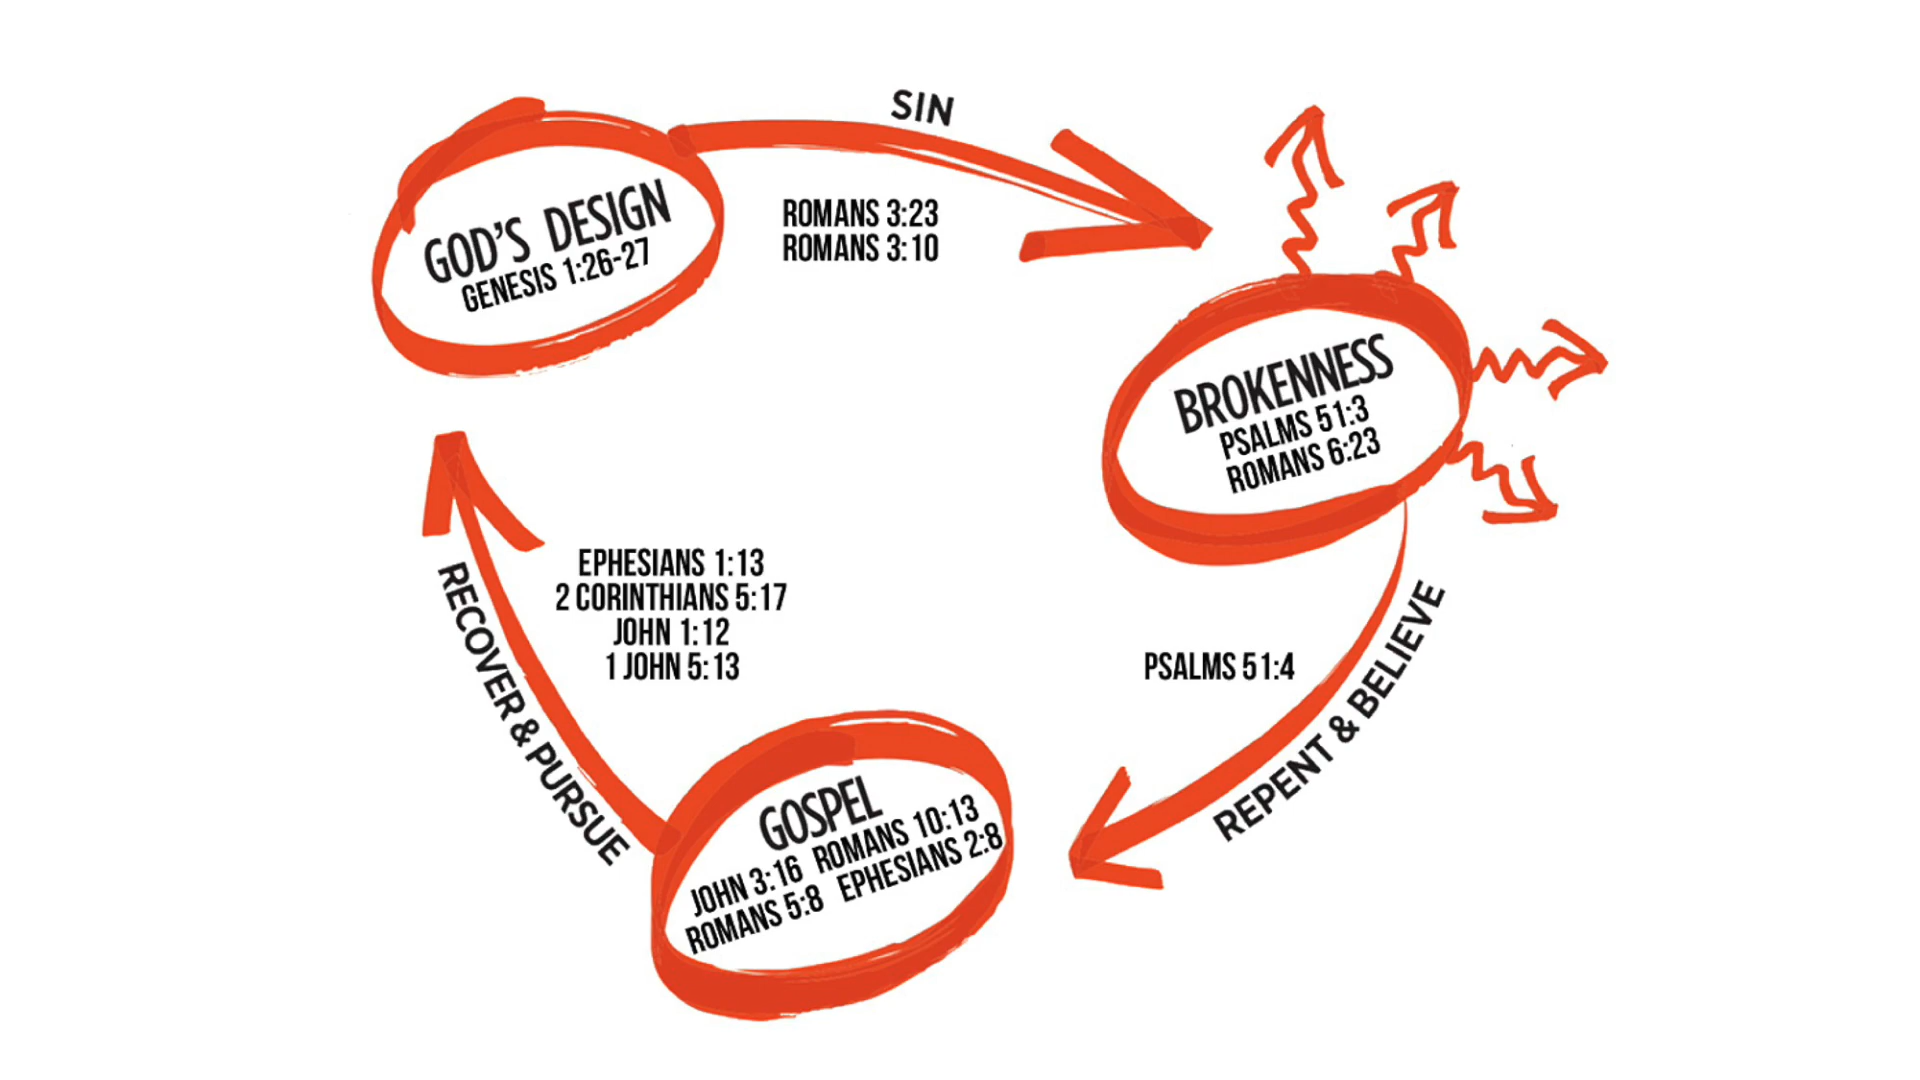 SIN
ROMANS 3:23
ROMANS 3:10
GOD'S DESIGN
GENESIS 1:26-27
BROKENNESS
PSALMS 51:3
ROMANS 6:23
REPENT & BELIEVE
PSALMS 51:4
GOSPEL
JOHN 3:16 ROMANS 10:13
ROMANS 5:8 EPHESIANS 2:8
RECOVER & PURSUE
EPHESIANS 1:13
2 CORINTHIANS 5:17
JOHN 1:12
1 JOHN 5:13